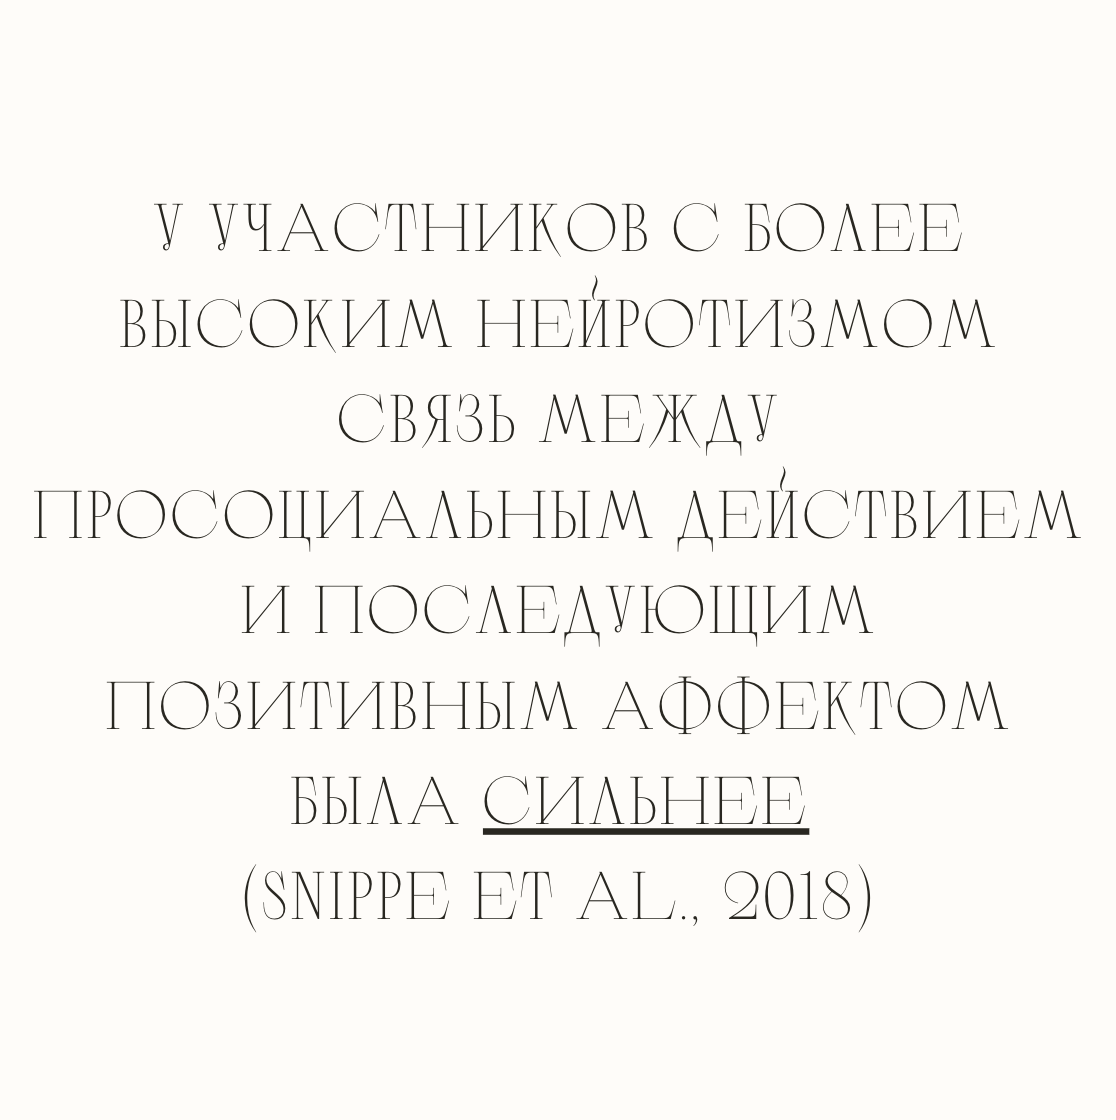 У УЧАСТНИКОВ С БОЛЕЕ
ВЫСОКИМ НЕЙРОТИЗМОМ
СВЯЗЬ МЕЖДУ
ПРОСОЦИАЛЬНЫМ ДЕЙСТВИЕМ
И ПОСЛЕДУЮЩИМ
ПОЗИТИВНЫМ АФФЕКТОМ
БЫЛА СИЛЬНЕЕ
(SNIPPE ET AL., 2018)